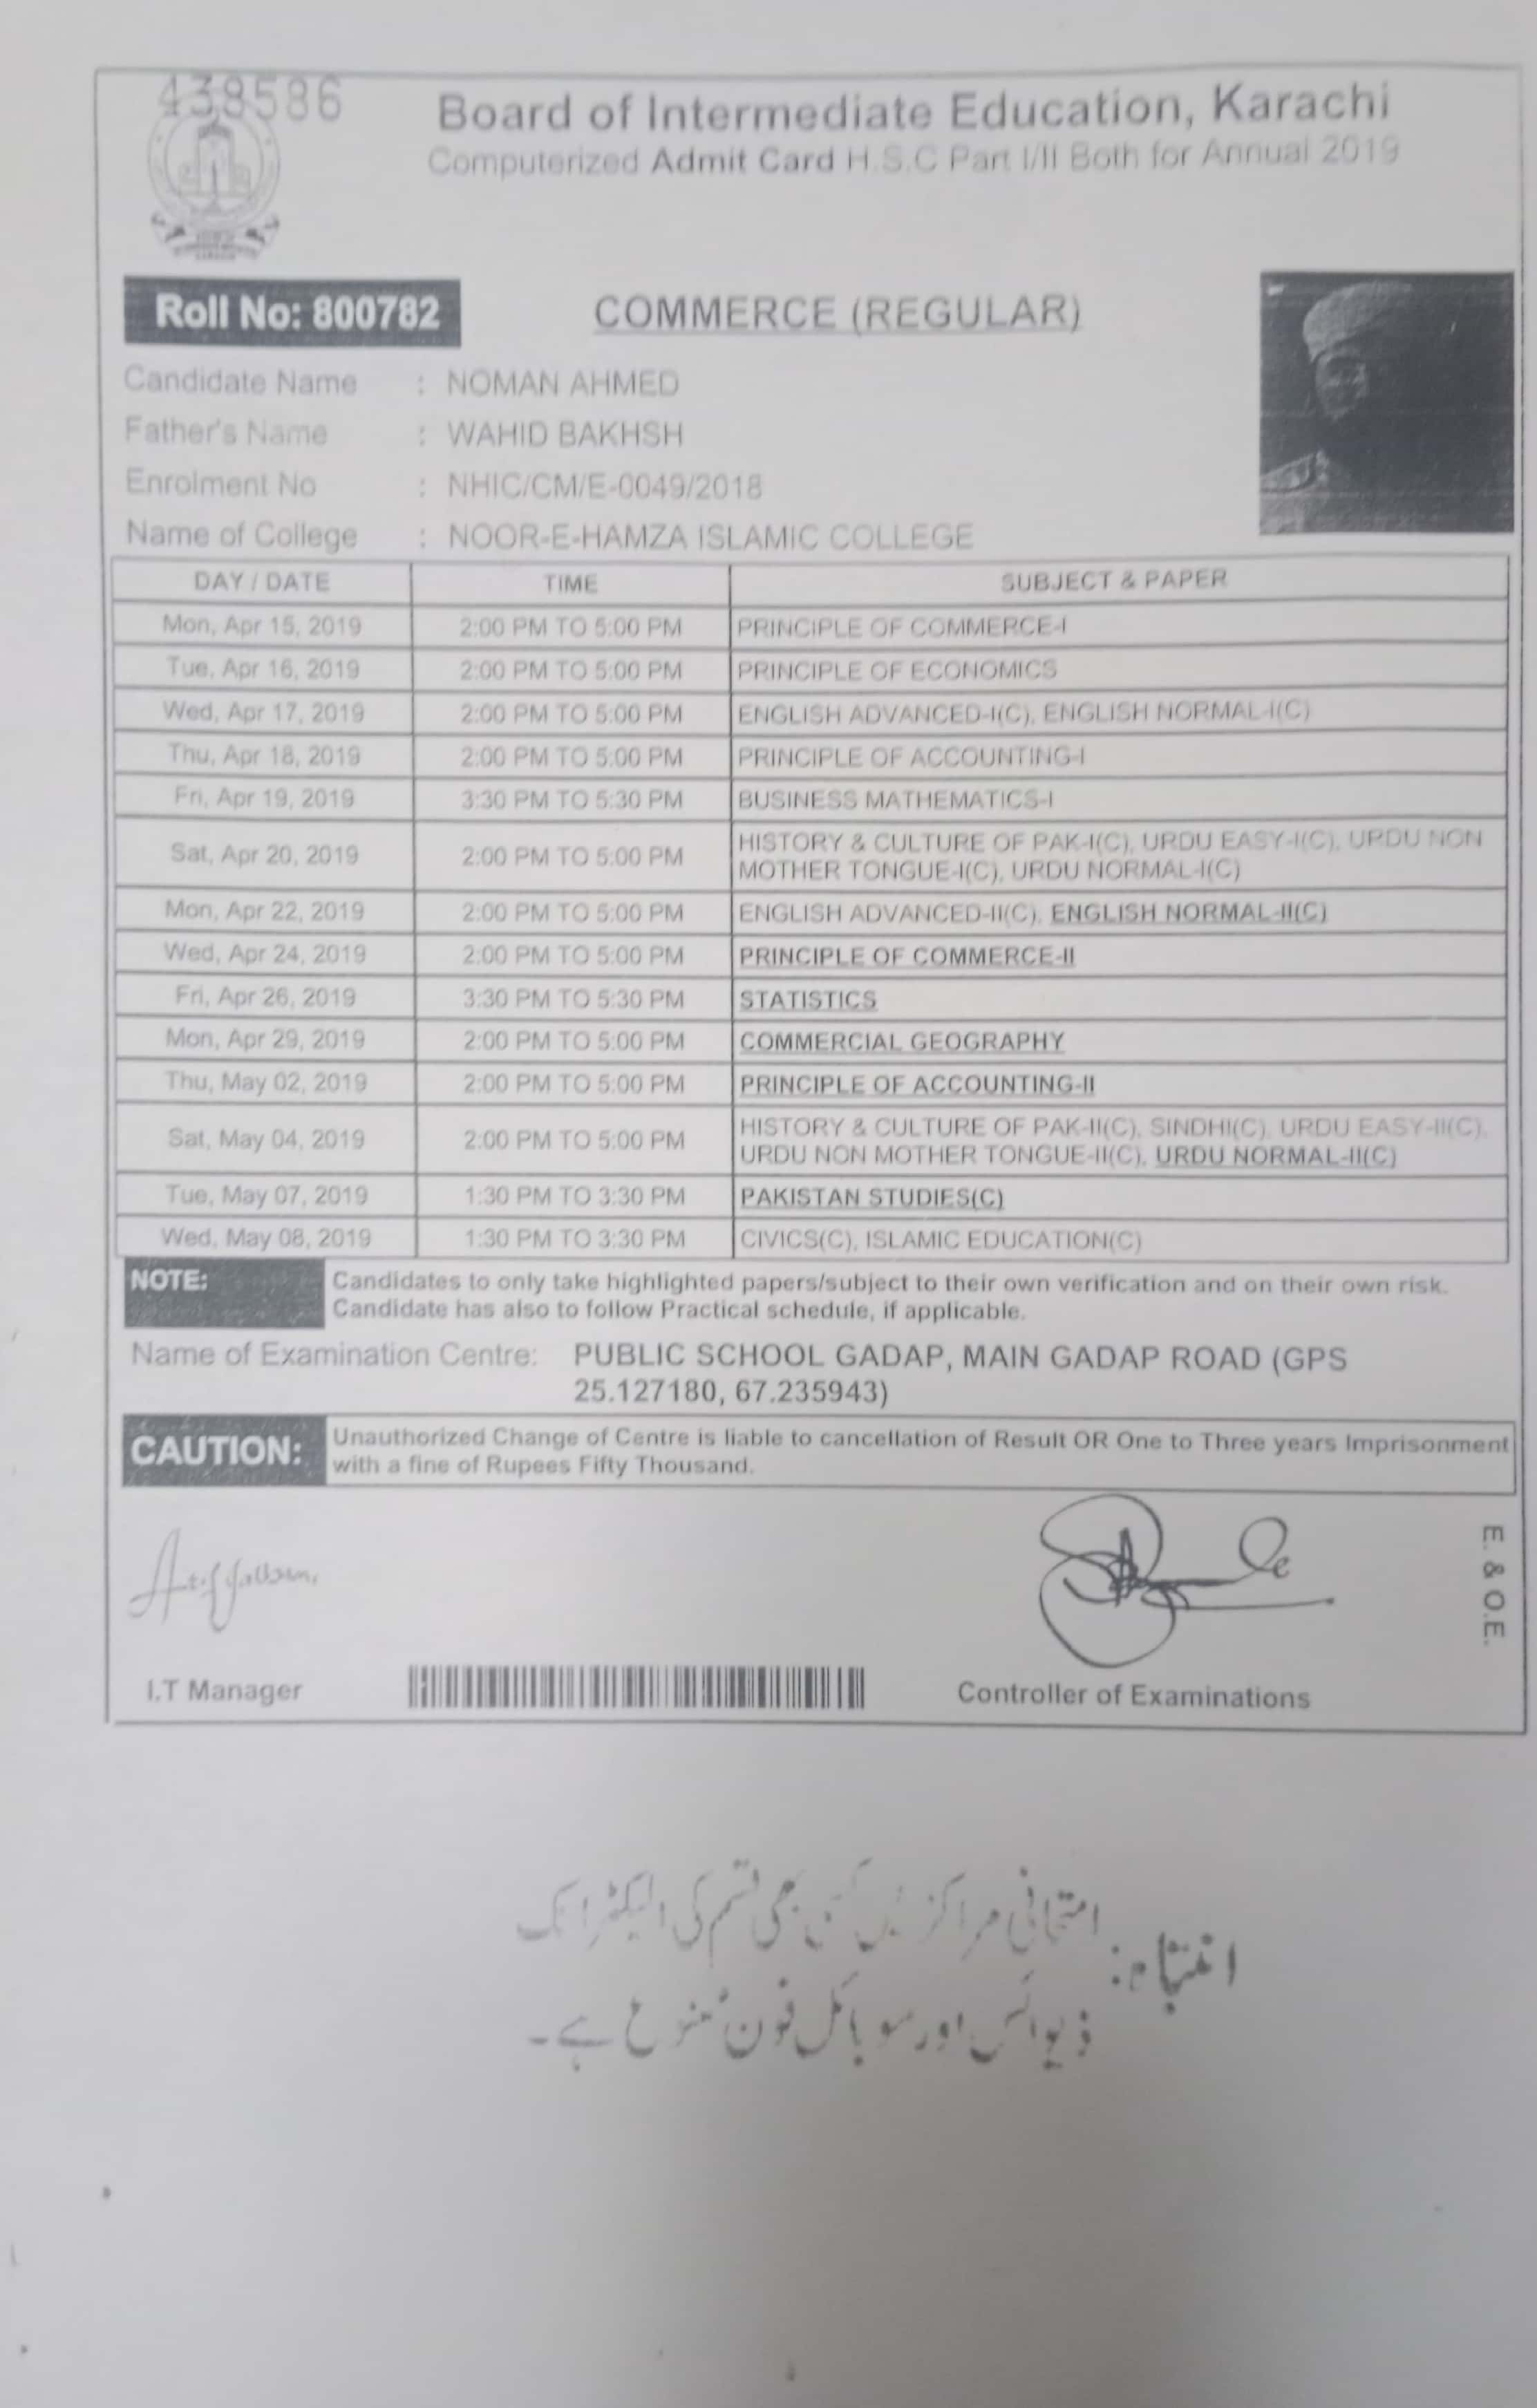 438586
Board of Intermediate Education, Karachi
Computerized Admit Card H.S.C Part I/II Both for Annual 2019
Roll No: 800782
COMMERCE (REGULAR)
Candidate Name : NOMAN AHMED
Father's Name : WAHID BAKHSH
Enrolment No : NHIC/CM/E-0049/2018
Name of College : NOOR-E-HAMZA ISLAMIC COLLEGE
DAY / DATE TIME SUBJECT & PAPER
Mon, Apr 15, 2019 2:00 PM TO 5:00 PM PRINCIPLE OF COMMERCE-I
Tue, Apr 16, 2019 2:00 PM TO 5:00 PM PRINCIPLE OF ECONOMICS
Wed, Apr 17, 2019 2:00 PM TO 5:00 PM ENGLISH ADVANCED-I(C), ENGLISH NORMAL-I(C)
Thu, Apr 18, 2019 2:00 PM TO 5:00 PM PRINCIPLE OF ACCOUNTING-I
Fri, Apr 19, 2019 3:30 PM TO 5:30 PM BUSINESS MATHEMATICS-I
Sat, Apr 20, 2019 2:00 PM TO 5:00 PM HISTORY & CULTURE OF PAK-I(C), URDU EASY-I(C), URDU NON
MOTHER TONGUE-I(C), URDU NORMAL-I(C)
Mon, Apr 22, 2019 2:00 PM TO 5:00 PM ENGLISH ADVANCED-II(C), ENGLISH NORMAL-II(C)
Wed, Apr 24, 2019 2:00 PM TO 5:00 PM PRINCIPLE OF COMMERCE-II
Fri, Apr 26, 2019 3:30 PM TO 5:30 PM STATISTICS
Mon, Apr 29, 2019 2:00 PM TO 5:00 PM COMMERCIAL GEOGRAPHY
Thu, May 02, 2019 2:00 PM TO 5:00 PM PRINCIPLE OF ACCOUNTING-II
Sat, May 04, 2019 2:00 PM TO 5:00 PM HISTORY & CULTURE OF PAK-II(C), SINDHI(C), URDU EASY-II(C),
URDU NON MOTHER TONGUE-II(C), URDU NORMAL-II(C)
Tue, May 07, 2019 1:30 PM TO 3:30 PM PAKISTAN STUDIES(C)
Wed, May 08, 2019 1:30 PM TO 3:30 PM CIVICS(C), ISLAMIC EDUCATION(C)
NOTE: Candidates to only take highlighted papers/subject to their own verification and on their own risk.
Candidate has also to follow Practical schedule, if applicable.
Name of Examination Centre: PUBLIC SCHOOL GADAP, MAIN GADAP ROAD (GPS
25.127180, 67.235943)
CAUTION: Unauthorized Change of Centre is liable to cancellation of Result OR One to Three years Imprisonment
with a fine of Rupees Fifty Thousand.
E. & O.E.
I.T Manager
Controller of Examinations
انتباہ: امتحانی مراکز میں کسی بھی قسم کی الیکٹرانک
ڈیوائس اور موبائل فون ممنوع ہے۔